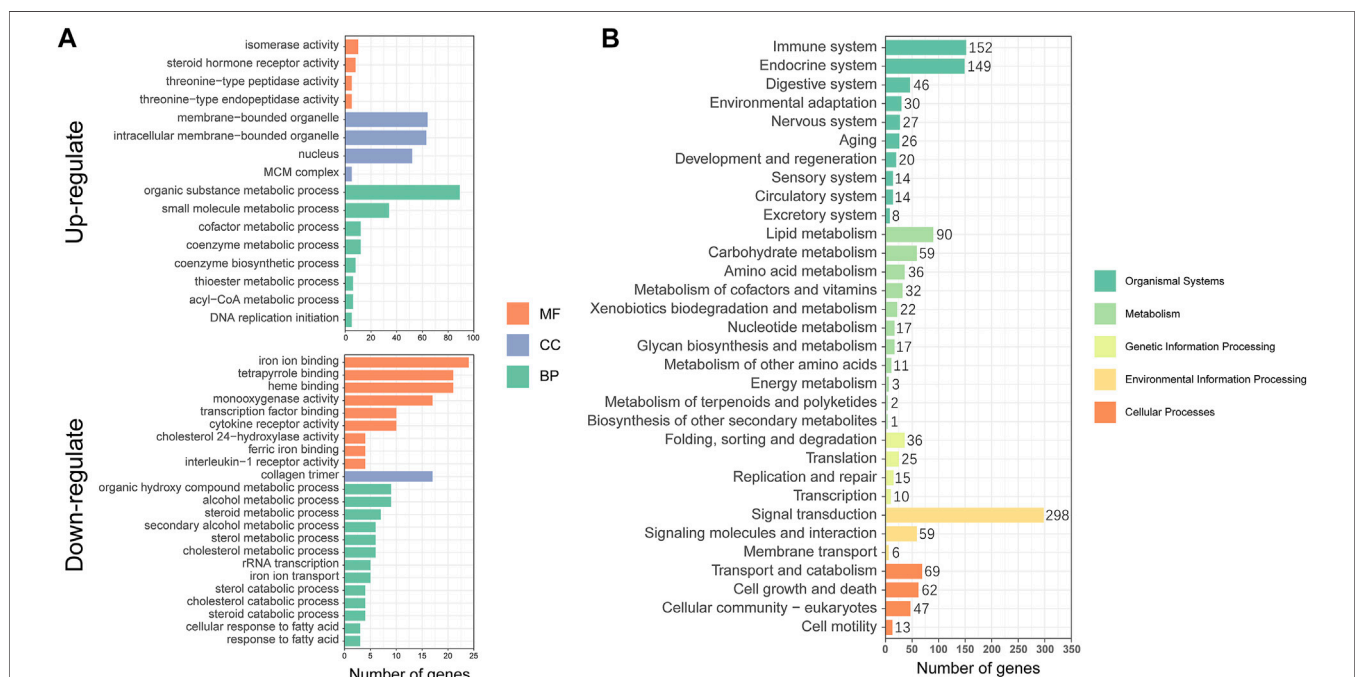 A
Up-regulate
isomerase activity
steroid hormone receptor activity
threonine−type peptidase activity
threonine−type endopeptidase activity
membrane−bounded organelle
intracellular membrane−bounded organelle
nucleus
MCM complex
organic substance metabolic process
small molecule metabolic process
cofactor metabolic process
coenzyme metabolic process
coenzyme biosynthetic process
thioester metabolic process
acyl−CoA metabolic process
DNA replication initiation
0 20 40 60 80 100
Down-regulate
iron ion binding
tetrapyrrole binding
heme binding
monooxygenase activity
transcription factor binding
cytokine receptor activity
cholesterol 24−hydroxylase activity
ferric iron binding
interleukin−1 receptor activity
collagen trimer
organic hydroxy compound metabolic process
alcohol metabolic process
steroid metabolic process
secondary alcohol metabolic process
sterol metabolic process
cholesterol metabolic process
rRNA transcription
iron ion transport
sterol catabolic process
cholesterol catabolic process
steroid catabolic process
cellular response to fatty acid
response to fatty acid
0 5 10 15 20 25
Number of genes
MF
CC
BP
B
Immune system 152
Endocrine system 149
Digestive system 46
Environmental adaptation 30
Nervous system 27
Aging 26
Development and regeneration 20
Sensory system 14
Circulatory system 14
Excretory system 8
Lipid metabolism 90
Carbohydrate metabolism 59
Amino acid metabolism 36
Metabolism of cofactors and vitamins 32
Xenobiotics biodegradation and metabolism 22
Nucleotide metabolism 17
Glycan biosynthesis and metabolism 17
Metabolism of other amino acids 11
Energy metabolism 3
Metabolism of terpenoids and polyketides 2
Biosynthesis of other secondary metabolites 1
Folding, sorting and degradation 36
Translation 25
Replication and repair 15
Transcription 10
Signal transduction 298
Signaling molecules and interaction 59
Membrane transport 6
Transport and catabolism 69
Cell growth and death 62
Cellular community − eukaryotes 47
Cell motility 13
0 50 100 150 200 250 300 350
Number of genes
Organismal Systems
Metabolism
Genetic Information Processing
Environmental Information Processing
Cellular Processes